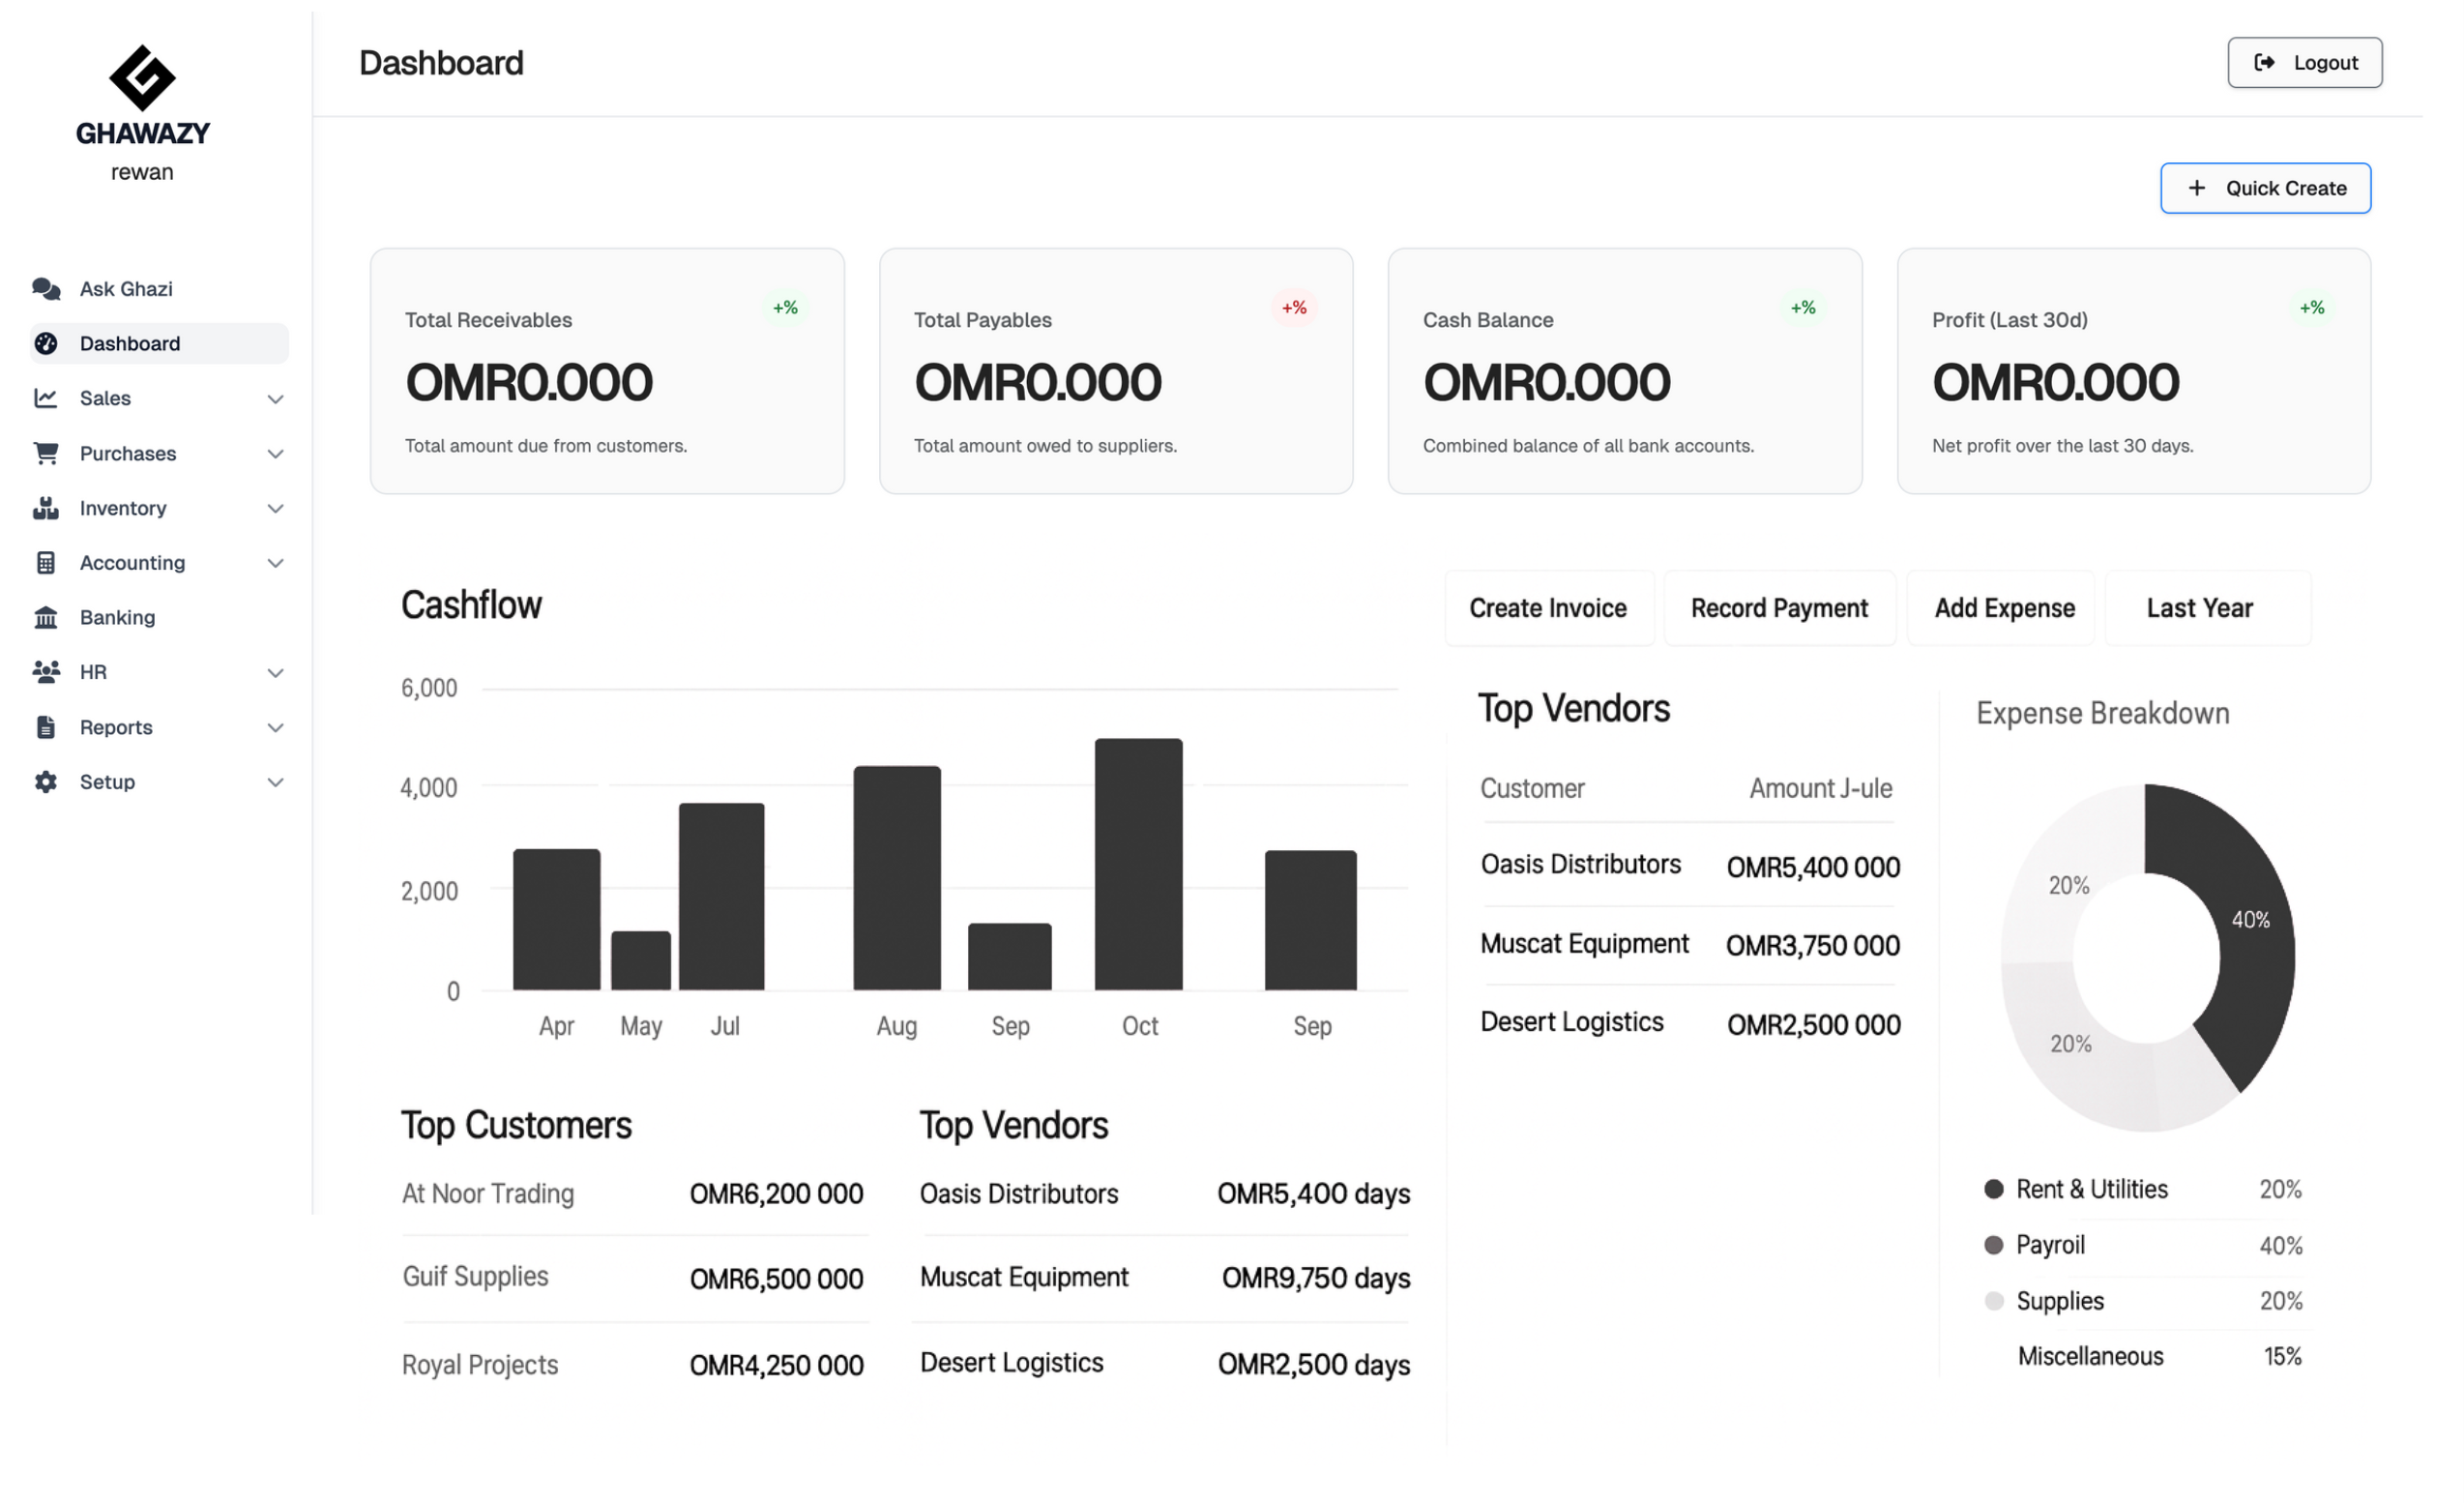 GHAWAZY
rewan
Ask Ghazi
Dashboard
Sales
Purchases
Inventory
Accounting
Banking
HR
Reports
Setup
Dashboard
Logout
+ Quick Create
Total Receivables
+%
OMR0.000
Total amount due from customers.
Total Payables
+%
OMR0.000
Total amount owed to suppliers.
Cash Balance
+%
OMR0.000
Combined balance of all bank accounts.
Profit (Last 30d)
+%
OMR0.000
Net profit over the last 30 days.
Cashflow
6,000
4,000
2,000
0
Apr May Jul Aug Sep Oct Sep
Create Invoice
Record Payment
Add Expense
Last Year
Top Vendors
Customer Amount J-ule
Oasis Distributors OMR5,400 000
Muscat Equipment OMR3,750 000
Desert Logistics OMR2,500 000
Expense Breakdown
20%
40%
20%
Rent & Utilities 20%
Payroil 40%
Supplies 20%
Miscellaneous 15%
Top Customers
At Noor Trading OMR6,200 000
Guif Supplies OMR6,500 000
Royal Projects OMR4,250 000
Top Vendors
Oasis Distributors OMR5,400 days
Muscat Equipment OMR9,750 days
Desert Logistics OMR2,500 days